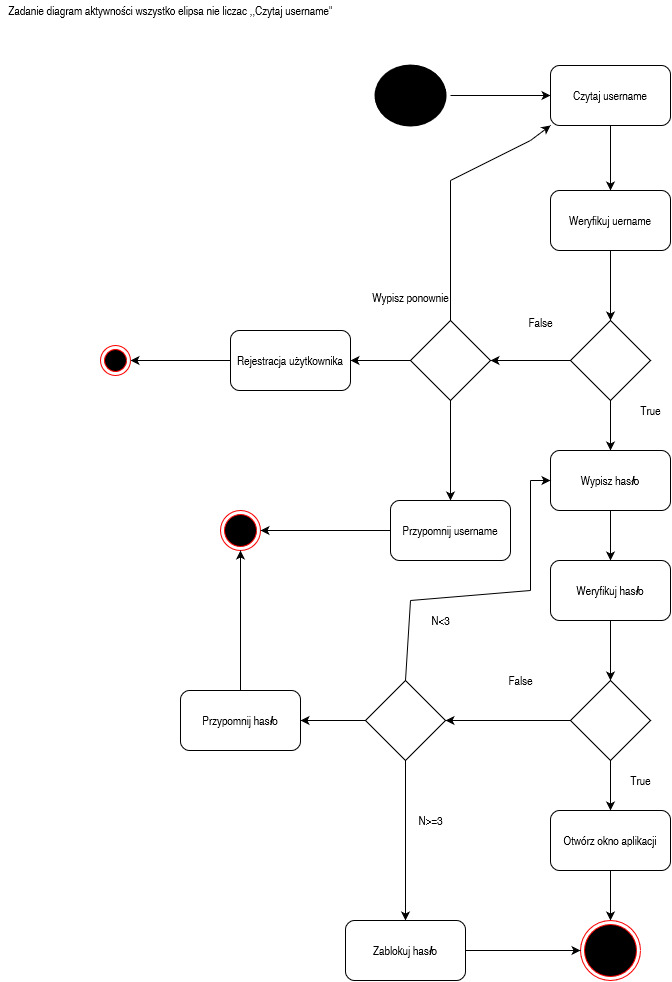 Zadanie diagram aktywności wszystko elipsa nie liczac ,,Czytaj username"
Czytaj username
Weryfikuj uername
Wypisz ponownie
False
Rejestracja użytkownika
True
Wypisz hasło
Przypomnij username
Weryfikuj hasło
N<3
False
Przypomnij hasło
True
N>=3
Otwórz okno aplikacji
Zablokuj hasło